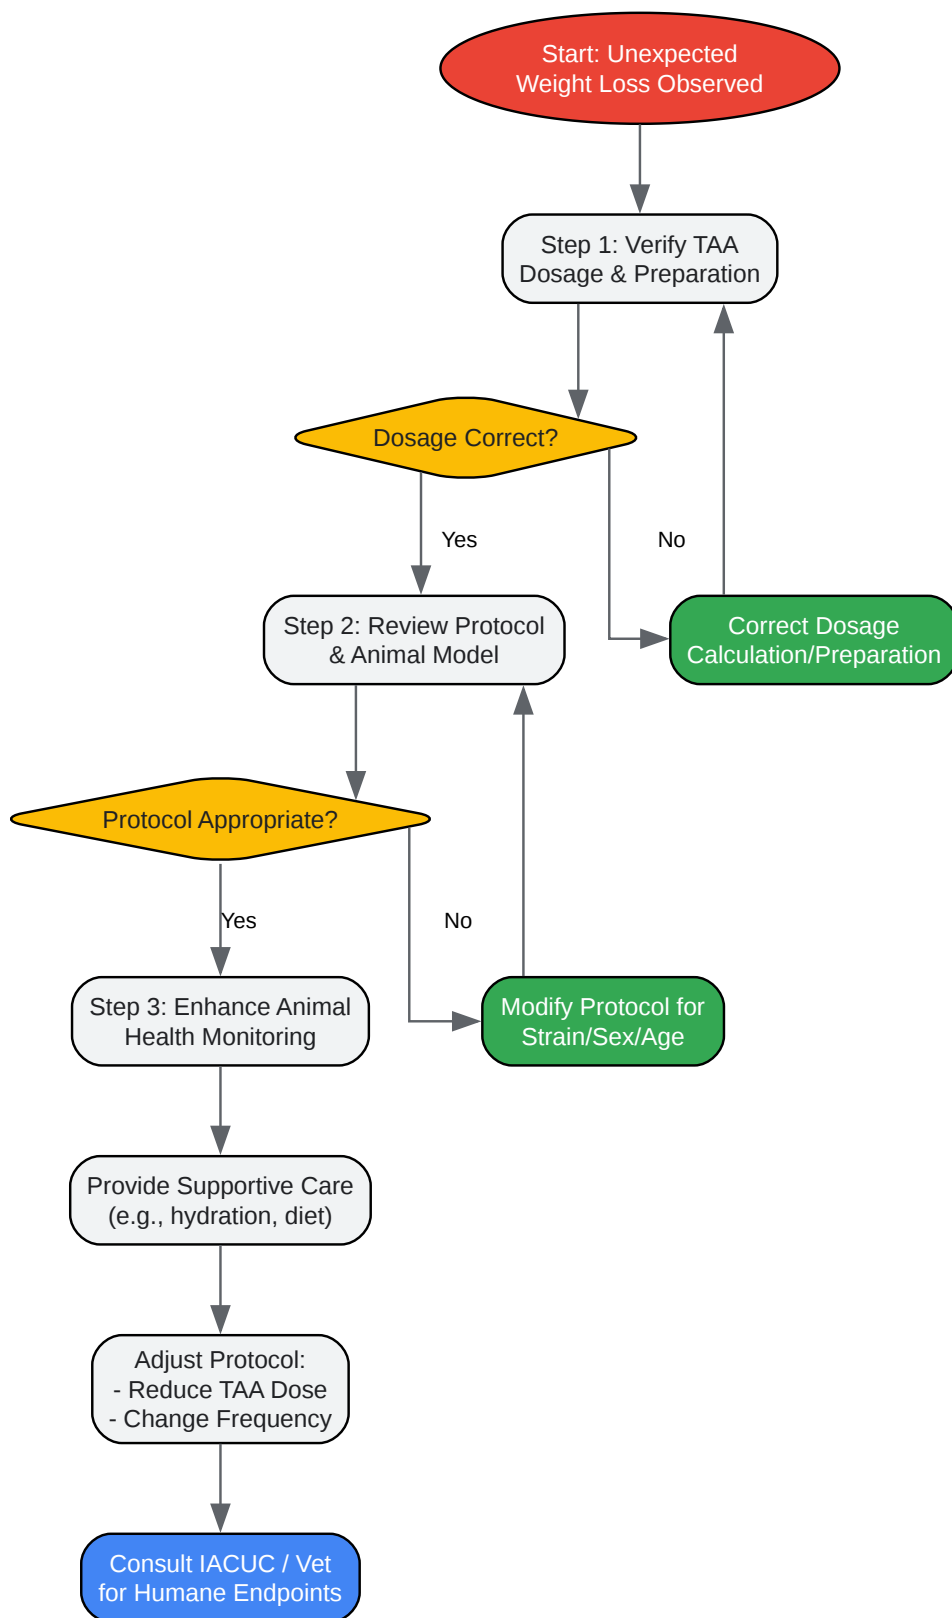 Start: Unexpected
Weight Loss Observed
Step 1: Verify TAA
Dosage & Preparation
Dosage Correct?
Yes
No
Step 2: Review Protocol
& Animal Model
Correct Dosage
Calculation/Preparation
Protocol Appropriate?
Yes
No
Step 3: Enhance Animal
Health Monitoring
Modify Protocol for
Strain/Sex/Age
Provide Supportive Care
(e.g., hydration, diet)
Adjust Protocol:
- Reduce TAA Dose
- Change Frequency
Consult IACUC / Vet
for Humane Endpoints